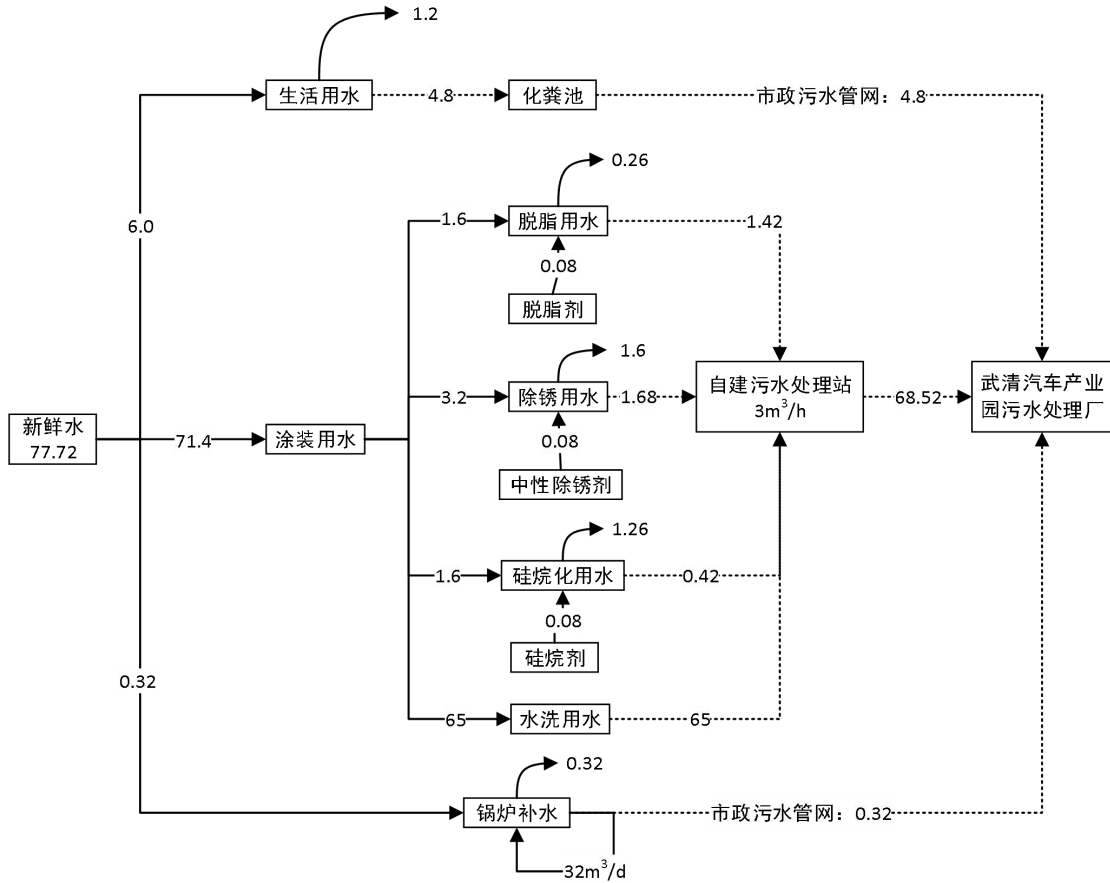 1.2
生活用水
4.8
化粪池
市政污水管网：4.8
0.26
6.0
1.6
脱脂用水
1.42
0.08
脱脂剂
1.6
新鲜水
77.72
71.4
涂装用水
3.2
除锈用水
1.68
自建污水处理站
3m³/h
68.52
武清汽车产业
园污水处理厂
0.08
中性除锈剂
1.26
1.6
硅烷化用水
0.42
0.08
硅烷剂
0.32
65
水洗用水
65
0.32
锅炉补水
市政污水管网：0.32
32m³/d